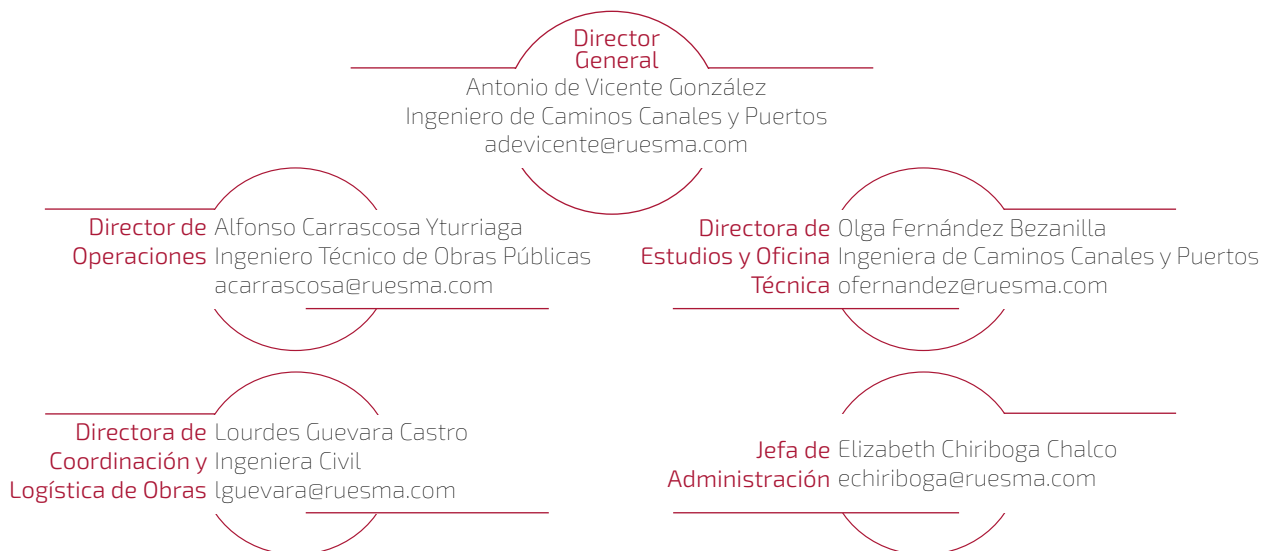 Director
General
Antonio de Vicente González
Ingeniero de Caminos Canales y Puertos
adevicente@ruesma.com
Director de Alfonso Carrascosa Yturriaga
Operaciones Ingeniero Técnico de Obras Públicas
acarrascosa@ruesma.com
Directora de Olga Fernández Bezanilla
Estudios y Oficina Ingeniera de Caminos Canales y Puertos
Técnica ofernandez@ruesma.com
Directora de Lourdes Guevara Castro
Coordinación y Ingeniera Civil
Logística de Obras lguevara@ruesma.com
Jefa de Elizabeth Chiriboga Chalco
Administración echiriboga@ruesma.com